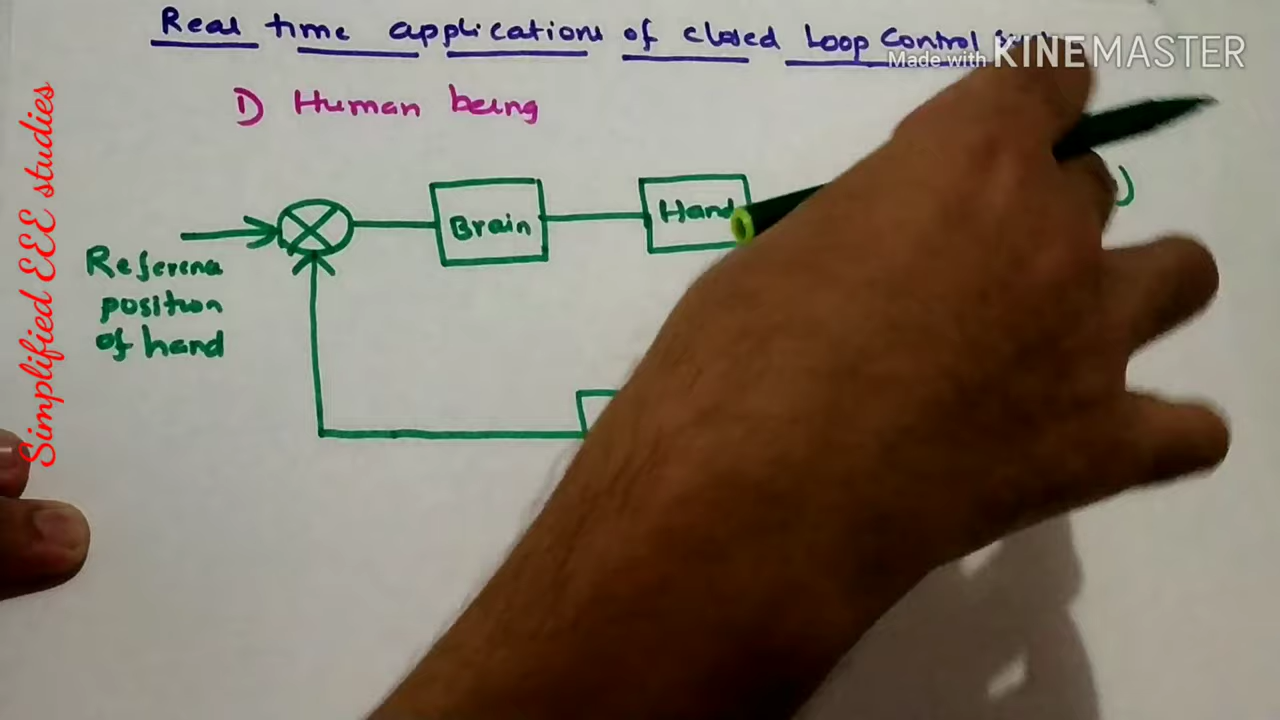 Real time applications of closed Loop Control
Made with KINEMASTER
1) Human being
Brain
Hand
Reference
position
of hand
Simplified EEE studies